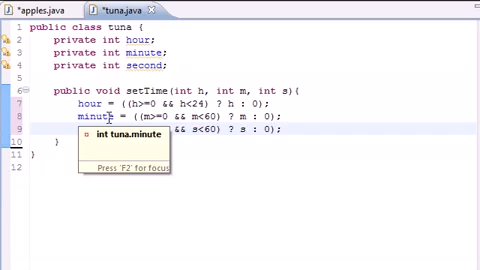 *apples.java *tuna.java
1 public class tuna {
2 private int hour;
3 private int minute;
4 private int second;
5
6 public void setTime(int h, int m, int s){
7 hour = ((h>=0 && h<24) ? h : 0);
8 minute = ((m>=0 && m<60) ? m : 0);
9 && s<60) ? s : 0);
int tuna.minute
10 }
11 }
12
Press 'F2' for focus